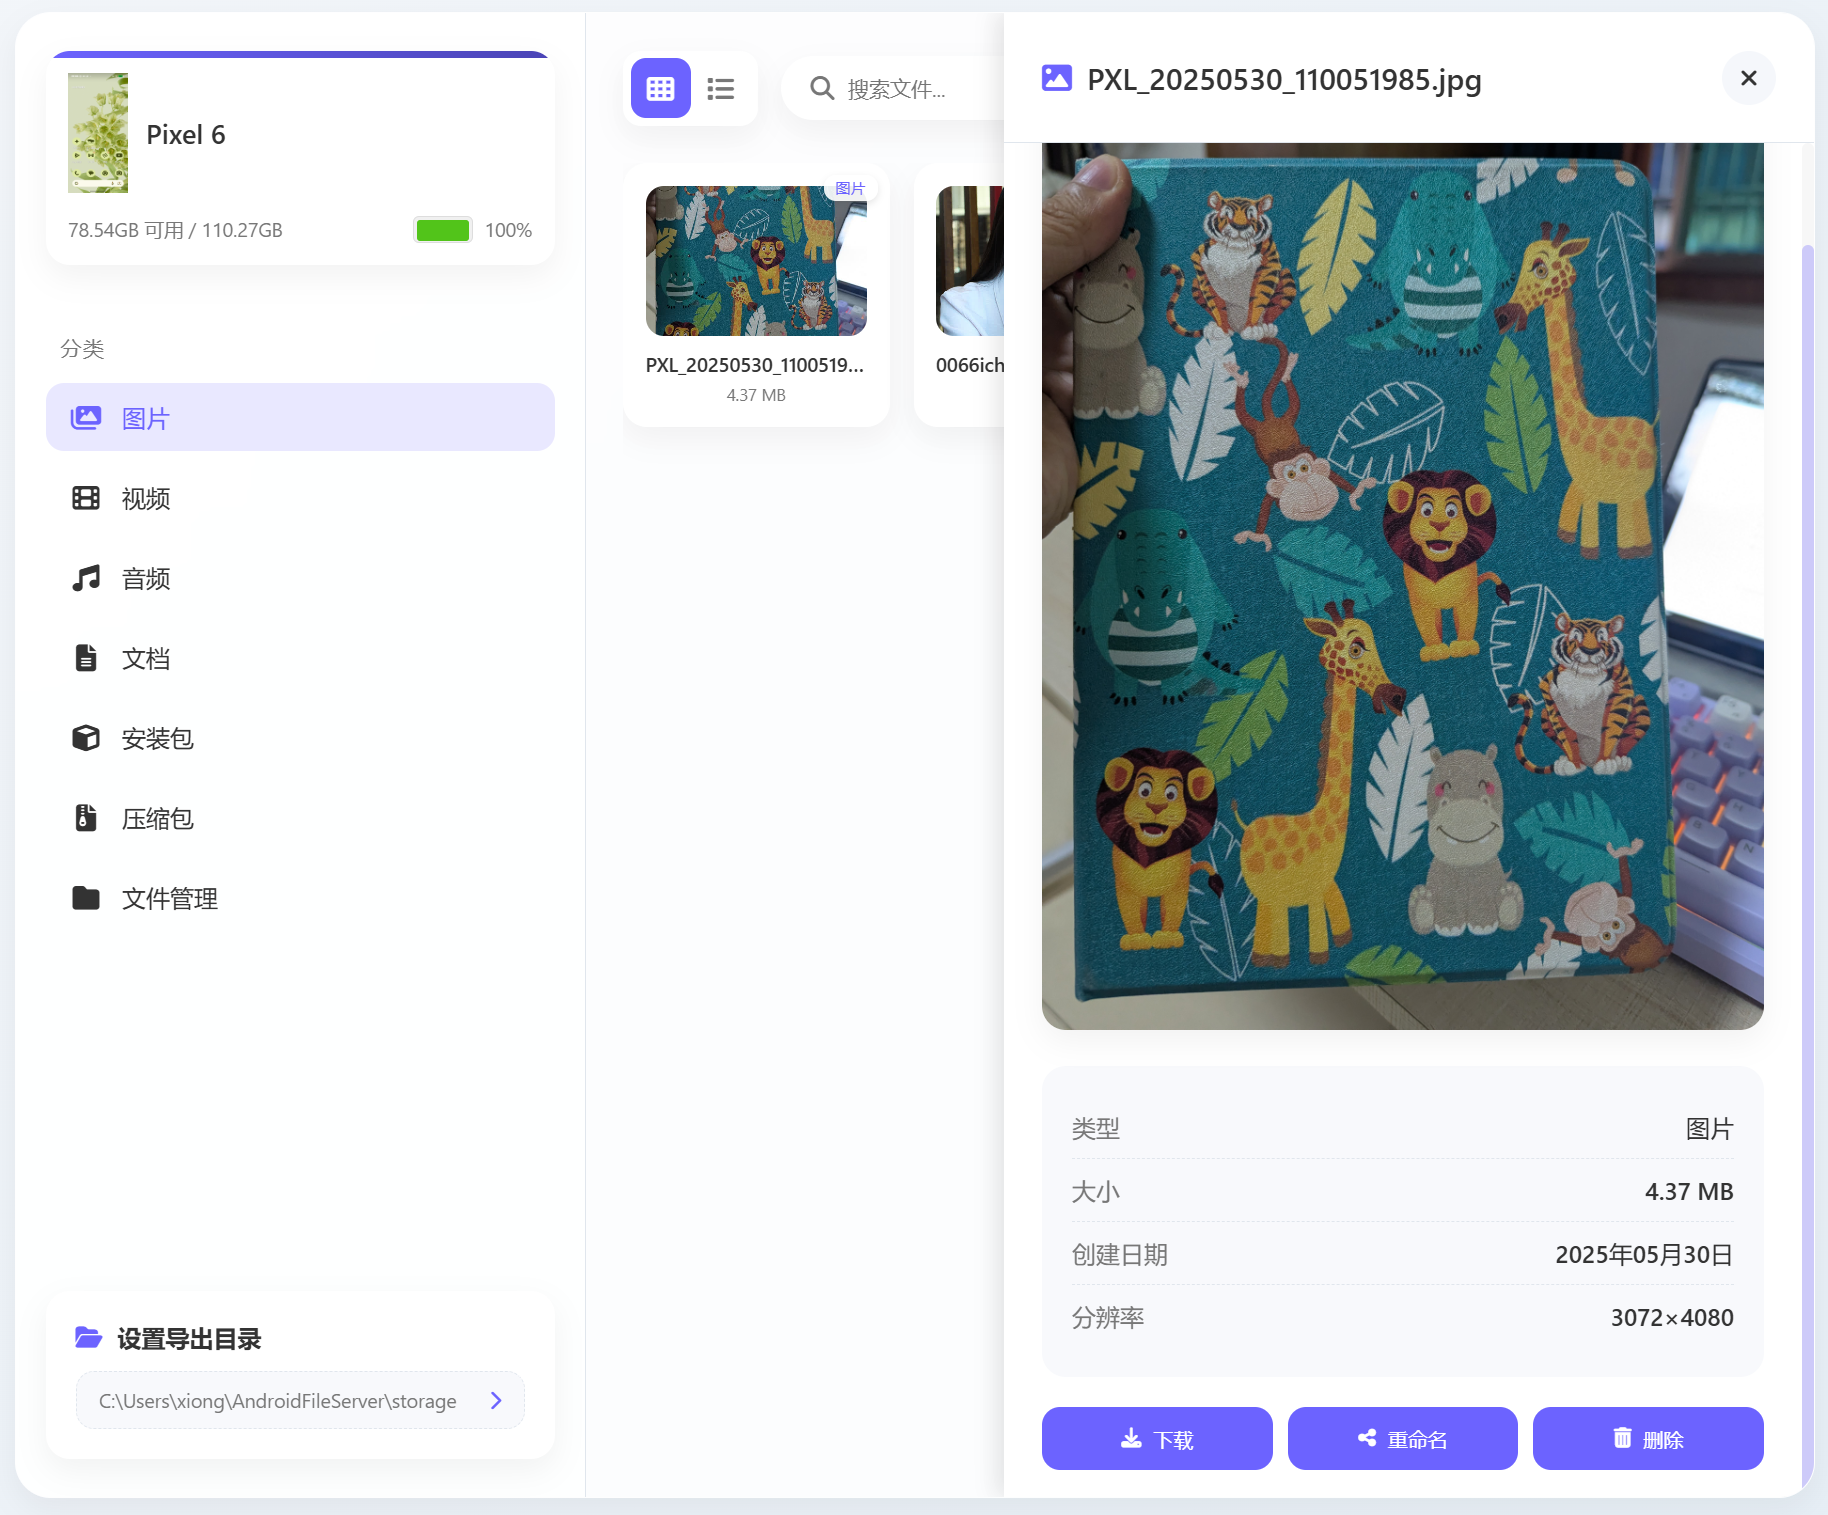 Pixel 6
78.54GB 可用 / 110.27GB
100%
分类
图片
视频
音频
文档
安装包
压缩包
文件管理
设置导出目录
C:\Users\xiong\AndroidFileServer\storage
搜索文件...
图片
PXL_20250530_1100519...
4.37 MB
0066ich
PXL_20250530_110051985.jpg
类型 图片
大小 4.37 MB
创建日期 2025年05月30日
分辨率 3072×4080
下载
重命名
删除